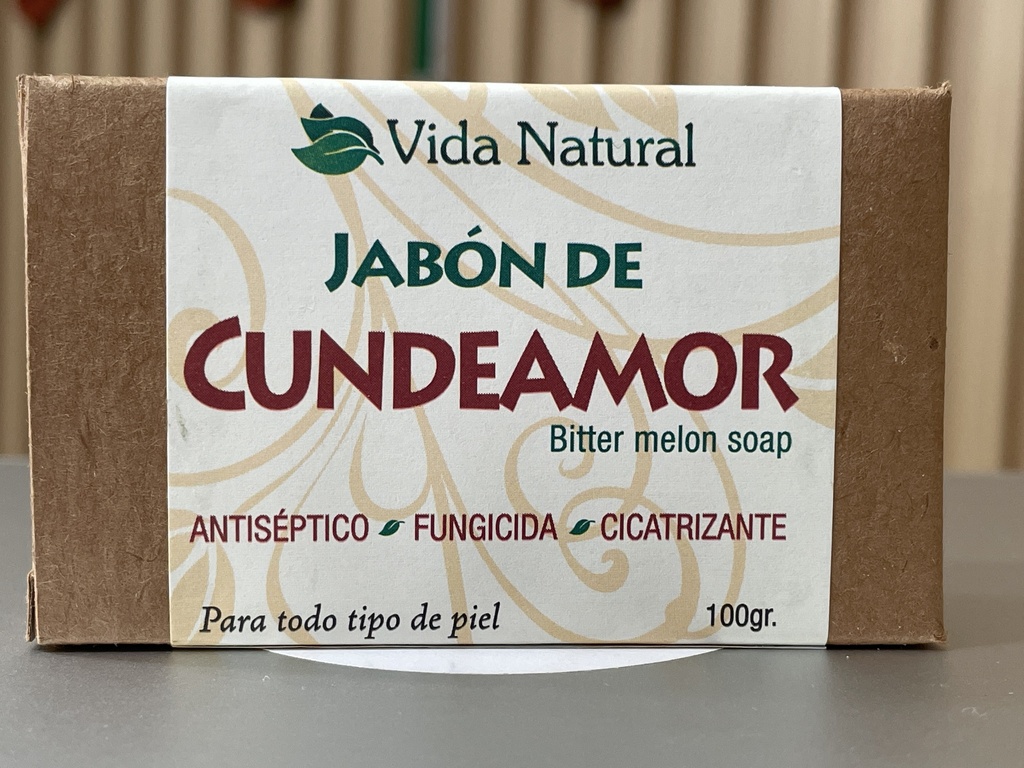 Vida Natural
JABÓN DE
CUNDEAMOR
Bitter melon soap
ANTISÉPTICO FUNGICIDA CICATRIZANTE
Para todo tipo de piel 100gr.